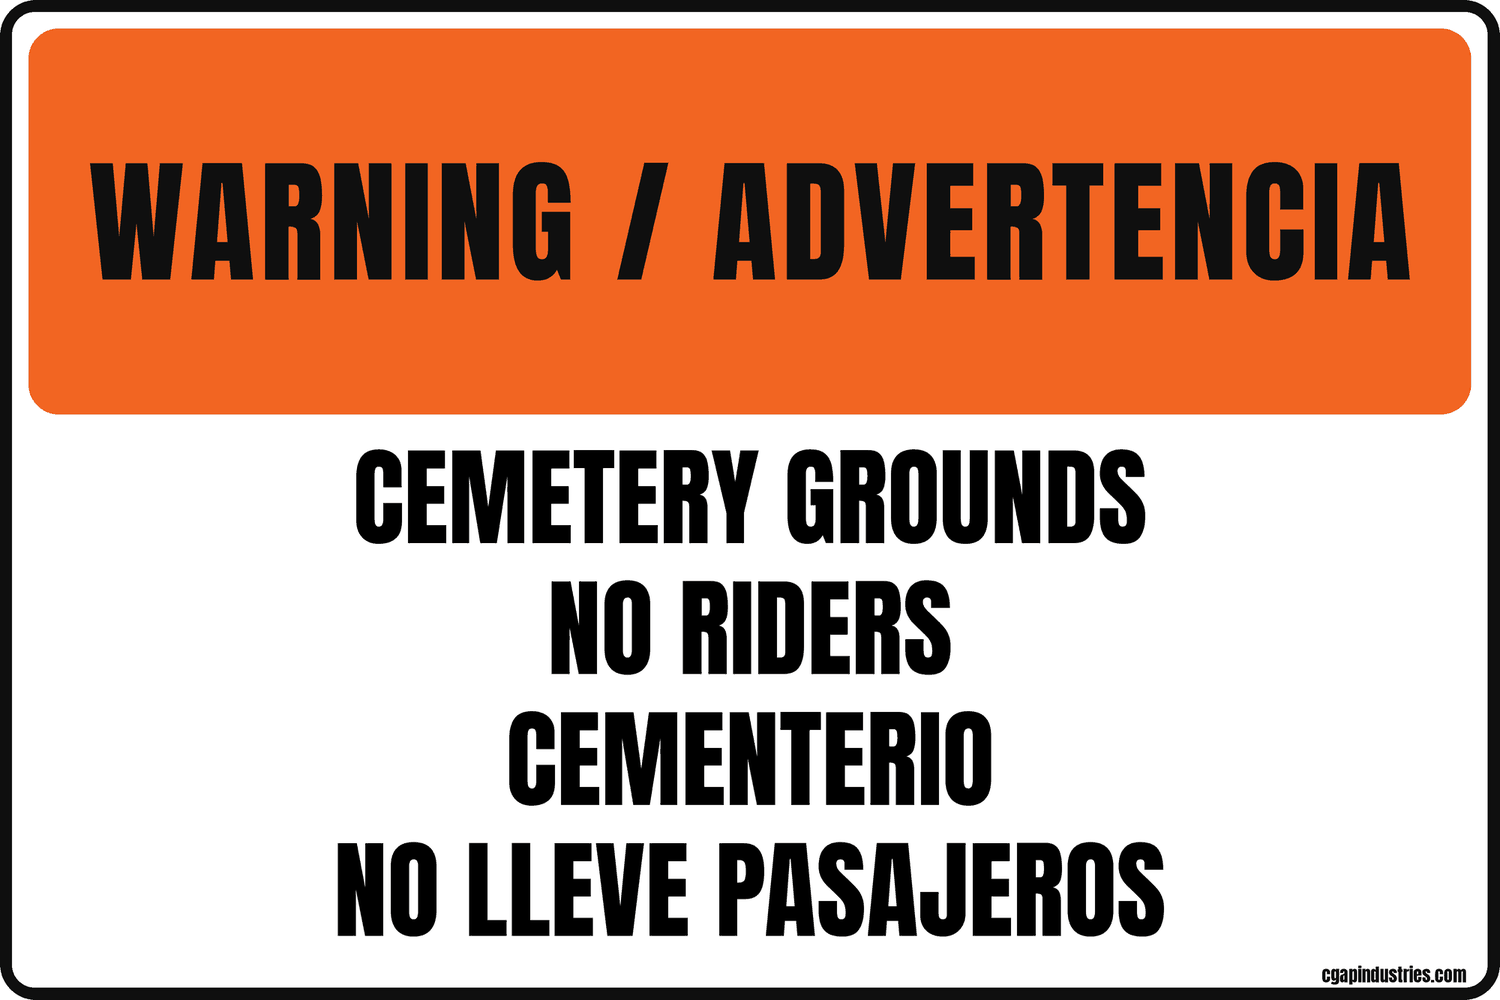 WARNING / ADVERTENCIA
CEMETERY GROUNDS
NO RIDERS
CEMENTERIO
NO LLEVE PASAJEROS
cgapindustries.com